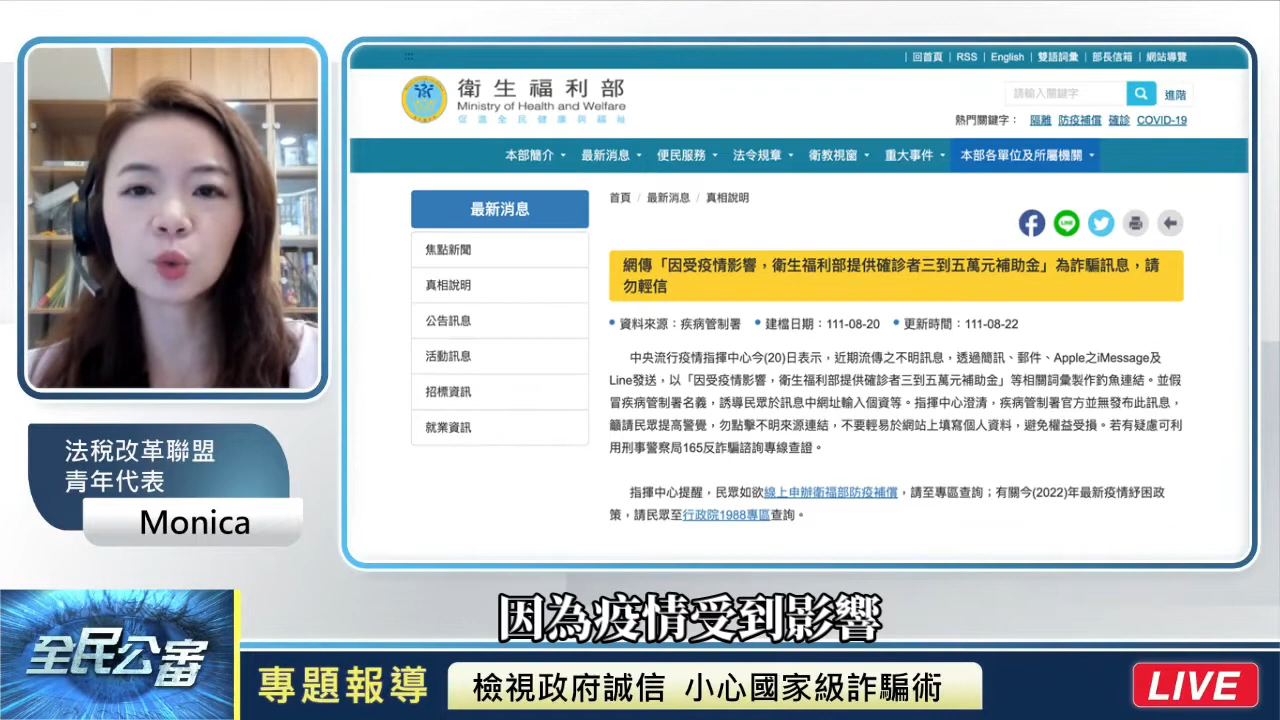 回首頁 | RSS | English | 雙語詞彙 | 部長信箱 | 網站導覽
衛生福利部
Ministry of Health and Welfare
促進全民健康與福祉
請輸入關鍵字
進階
熱門關鍵字： 隔離 防疫補償 確診 COVID-19
本部簡介 最新消息 便民服務 法令規章 衛教視窗 重大事件 本部各單位及所屬機關
最新消息
焦點新聞
真相說明
公告訊息
活動訊息
招標資訊
就業資訊
首頁 / 最新消息 / 真相說明
LINE
網傳「因受疫情影響，衛生福利部提供確診者三到五萬元補助金」為詐騙訊息，請
勿輕信
資料來源：疾病管制署 建檔日期：111-08-20 更新時間：111-08-22
中央流行疫情指揮中心今(20)日表示，近期流傳之不明訊息，透過簡訊、郵件、Apple之iMessage及
Line發送，以「因受疫情影響，衛生福利部提供確診者三到五萬元補助金」等相關詞彙製作釣魚連結。並假
冒疾病管制署名義，誘導民眾於訊息中網址輸入個資等。指揮中心澄清，疾病管制署官方並無發布此訊息，
籲請民眾提高警覺，勿點擊不明來源連結，不要輕易於網站上填寫個人資料，避免權益受損。若有疑慮可利
用刑事警察局165反詐騙諮詢專線查證。
指揮中心提醒，民眾如欲線上申辦衛福部防疫補償，請至專區查詢；有關今(2022)年最新疫情紓困政
策，請民眾至行政院1988專區查詢。
法稅改革聯盟
青年代表
Monica
因為疫情受到影響
全民公審
專題報導
檢視政府誠信 小心國家級詐騙術
LIVE